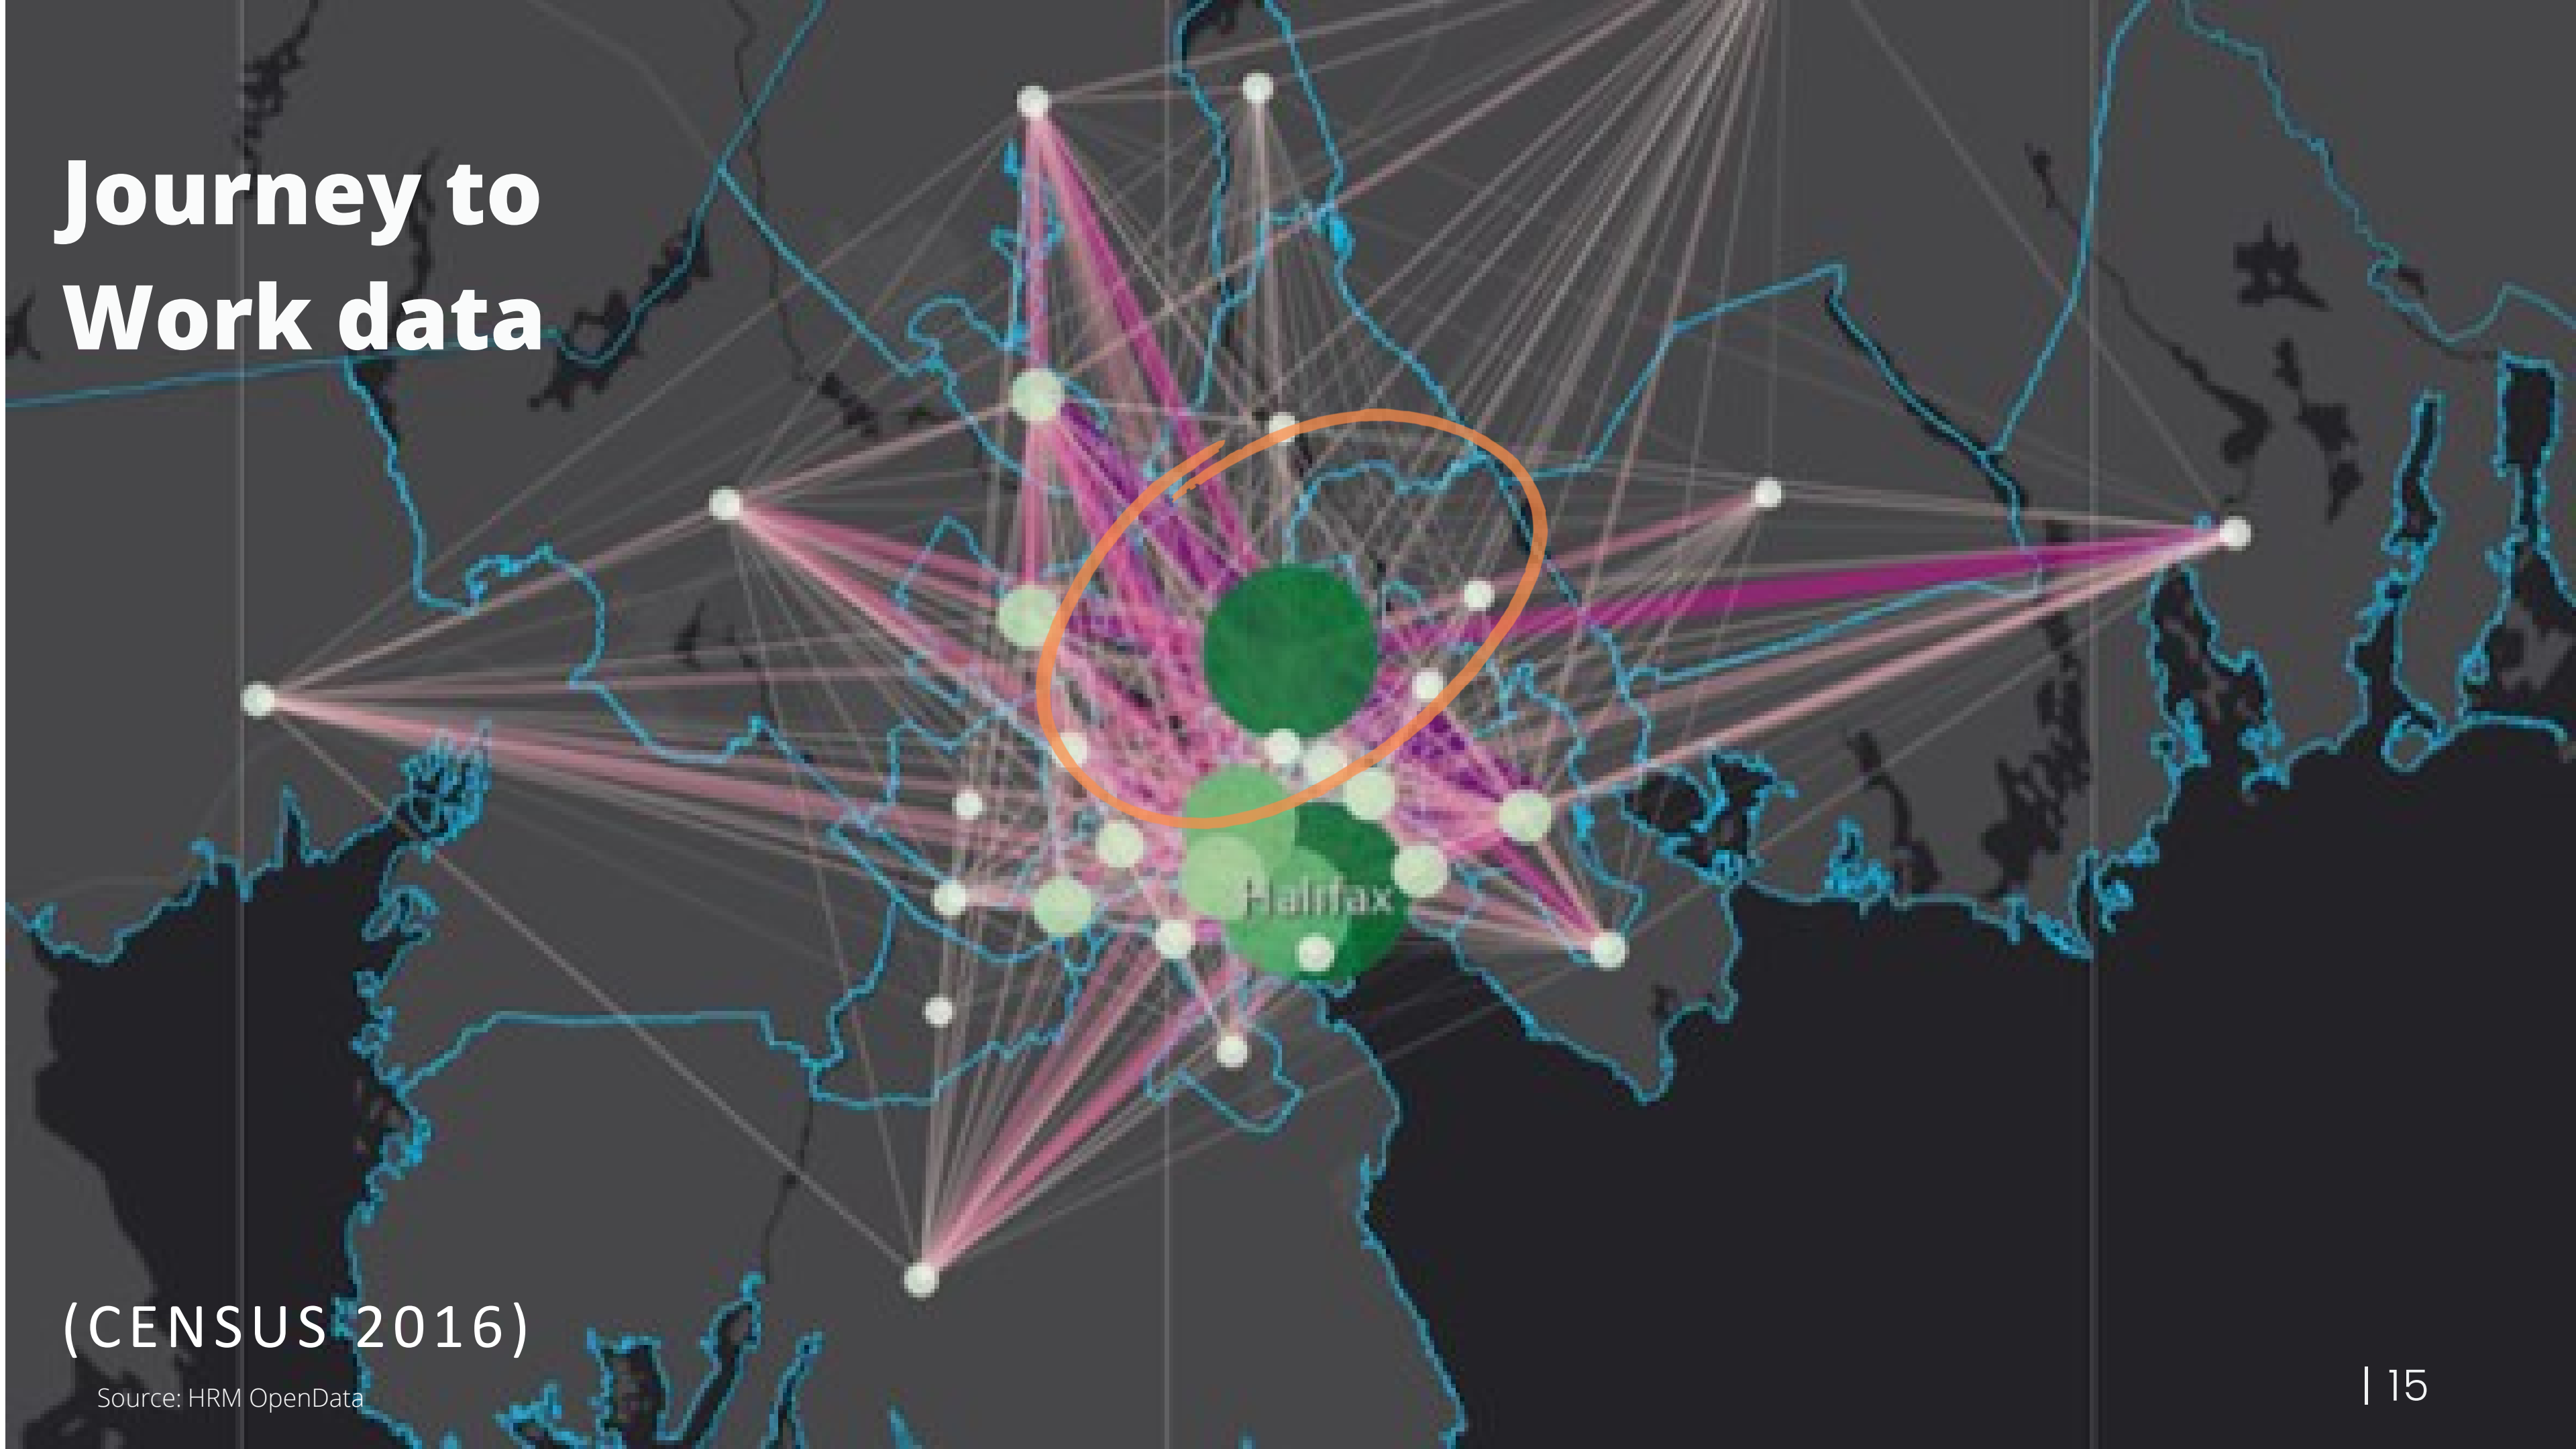 Journey to
Work data
Halifax
(CENSUS 2016)
Source: HRM OpenData
| 15